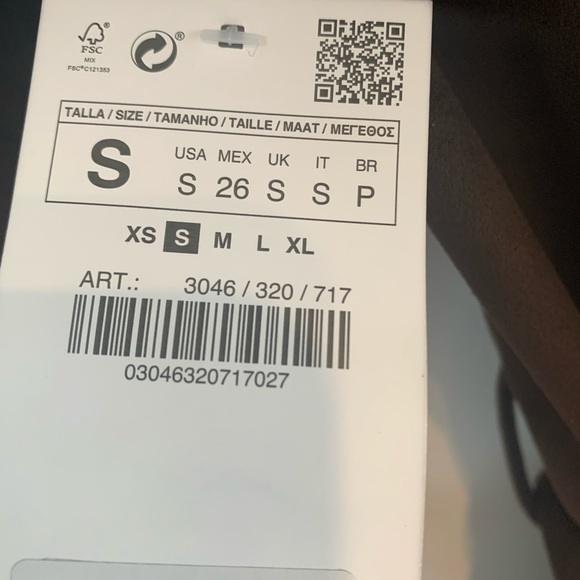 FSC
MIX
FSC® C121353
®
TALLA / SIZE / TAMANHO / TAILLE / MAAT / ΜΕΓΕΘΟΣ
S
USA MEX UK IT BR
S 26 S S P
XS S M L XL
ART.: 3046 / 320 / 717
03046320717027